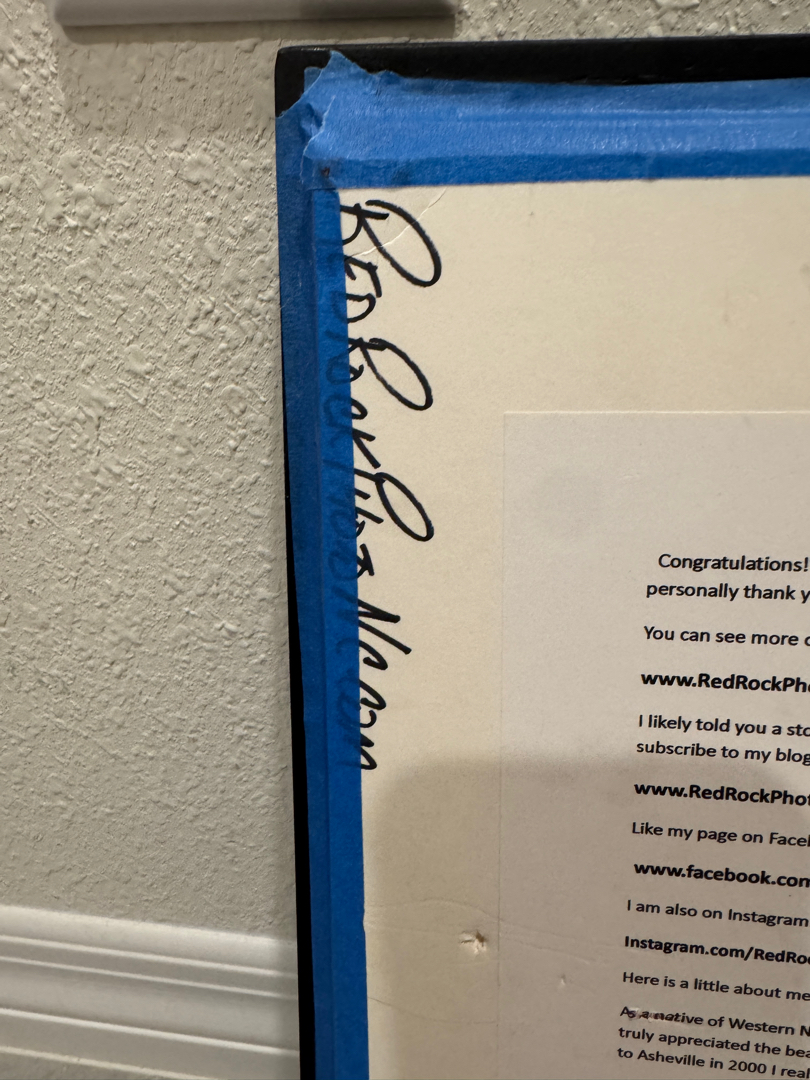 RedRockPhotoNC.com
Congratulations!
personally thank y
You can see more
www.RedRockPho
I likely told you a sto
subscribe to my blog
www.RedRockPhot
Like my page on Faceb
www.facebook.com
I am also on Instagram
Instagram.com/RedRoc
Here is a little about me
As a native of Western N
truly appreciated the bea
to Asheville in 2000 I real